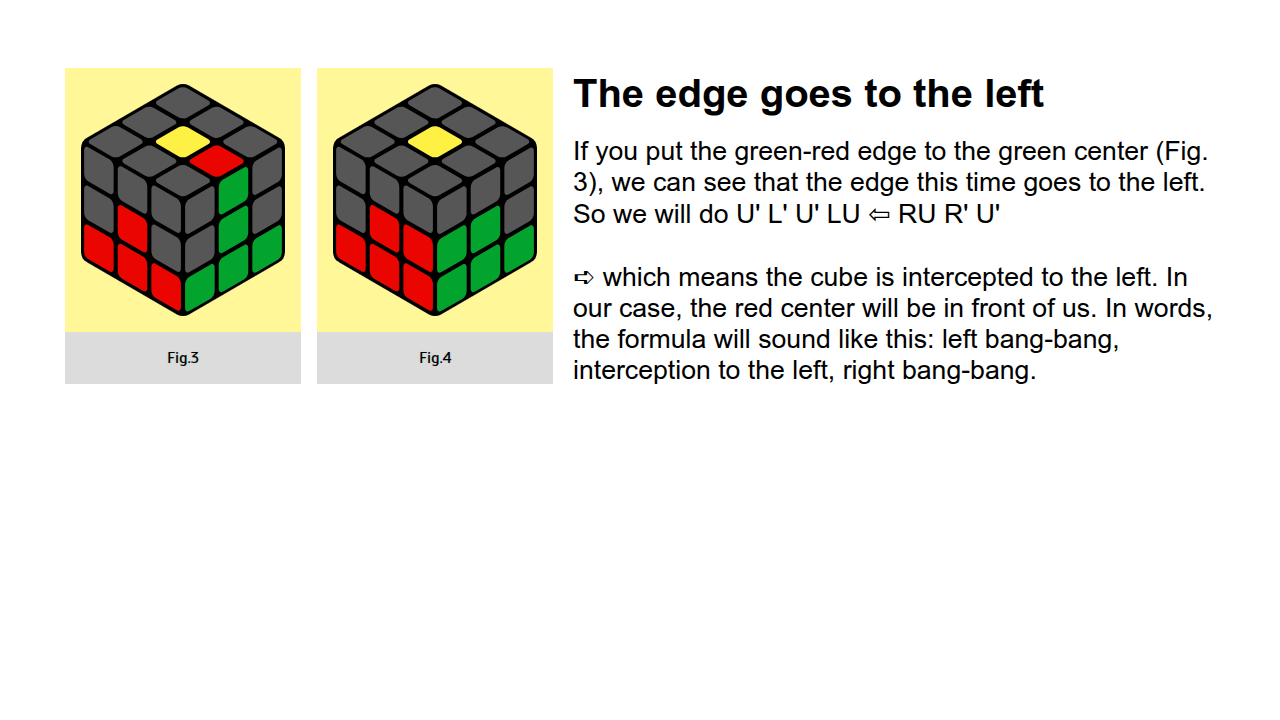 The edge goes to the left
If you put the green-red edge to the green center (Fig.
3), we can see that the edge this time goes to the left.
So we will do U' L' U' LU ⇦ RU R' U'
➪ which means the cube is intercepted to the left. In
our case, the red center will be in front of us. In words,
the formula will sound like this: left bang-bang,
interception to the left, right bang-bang.
Fig.3
Fig.4